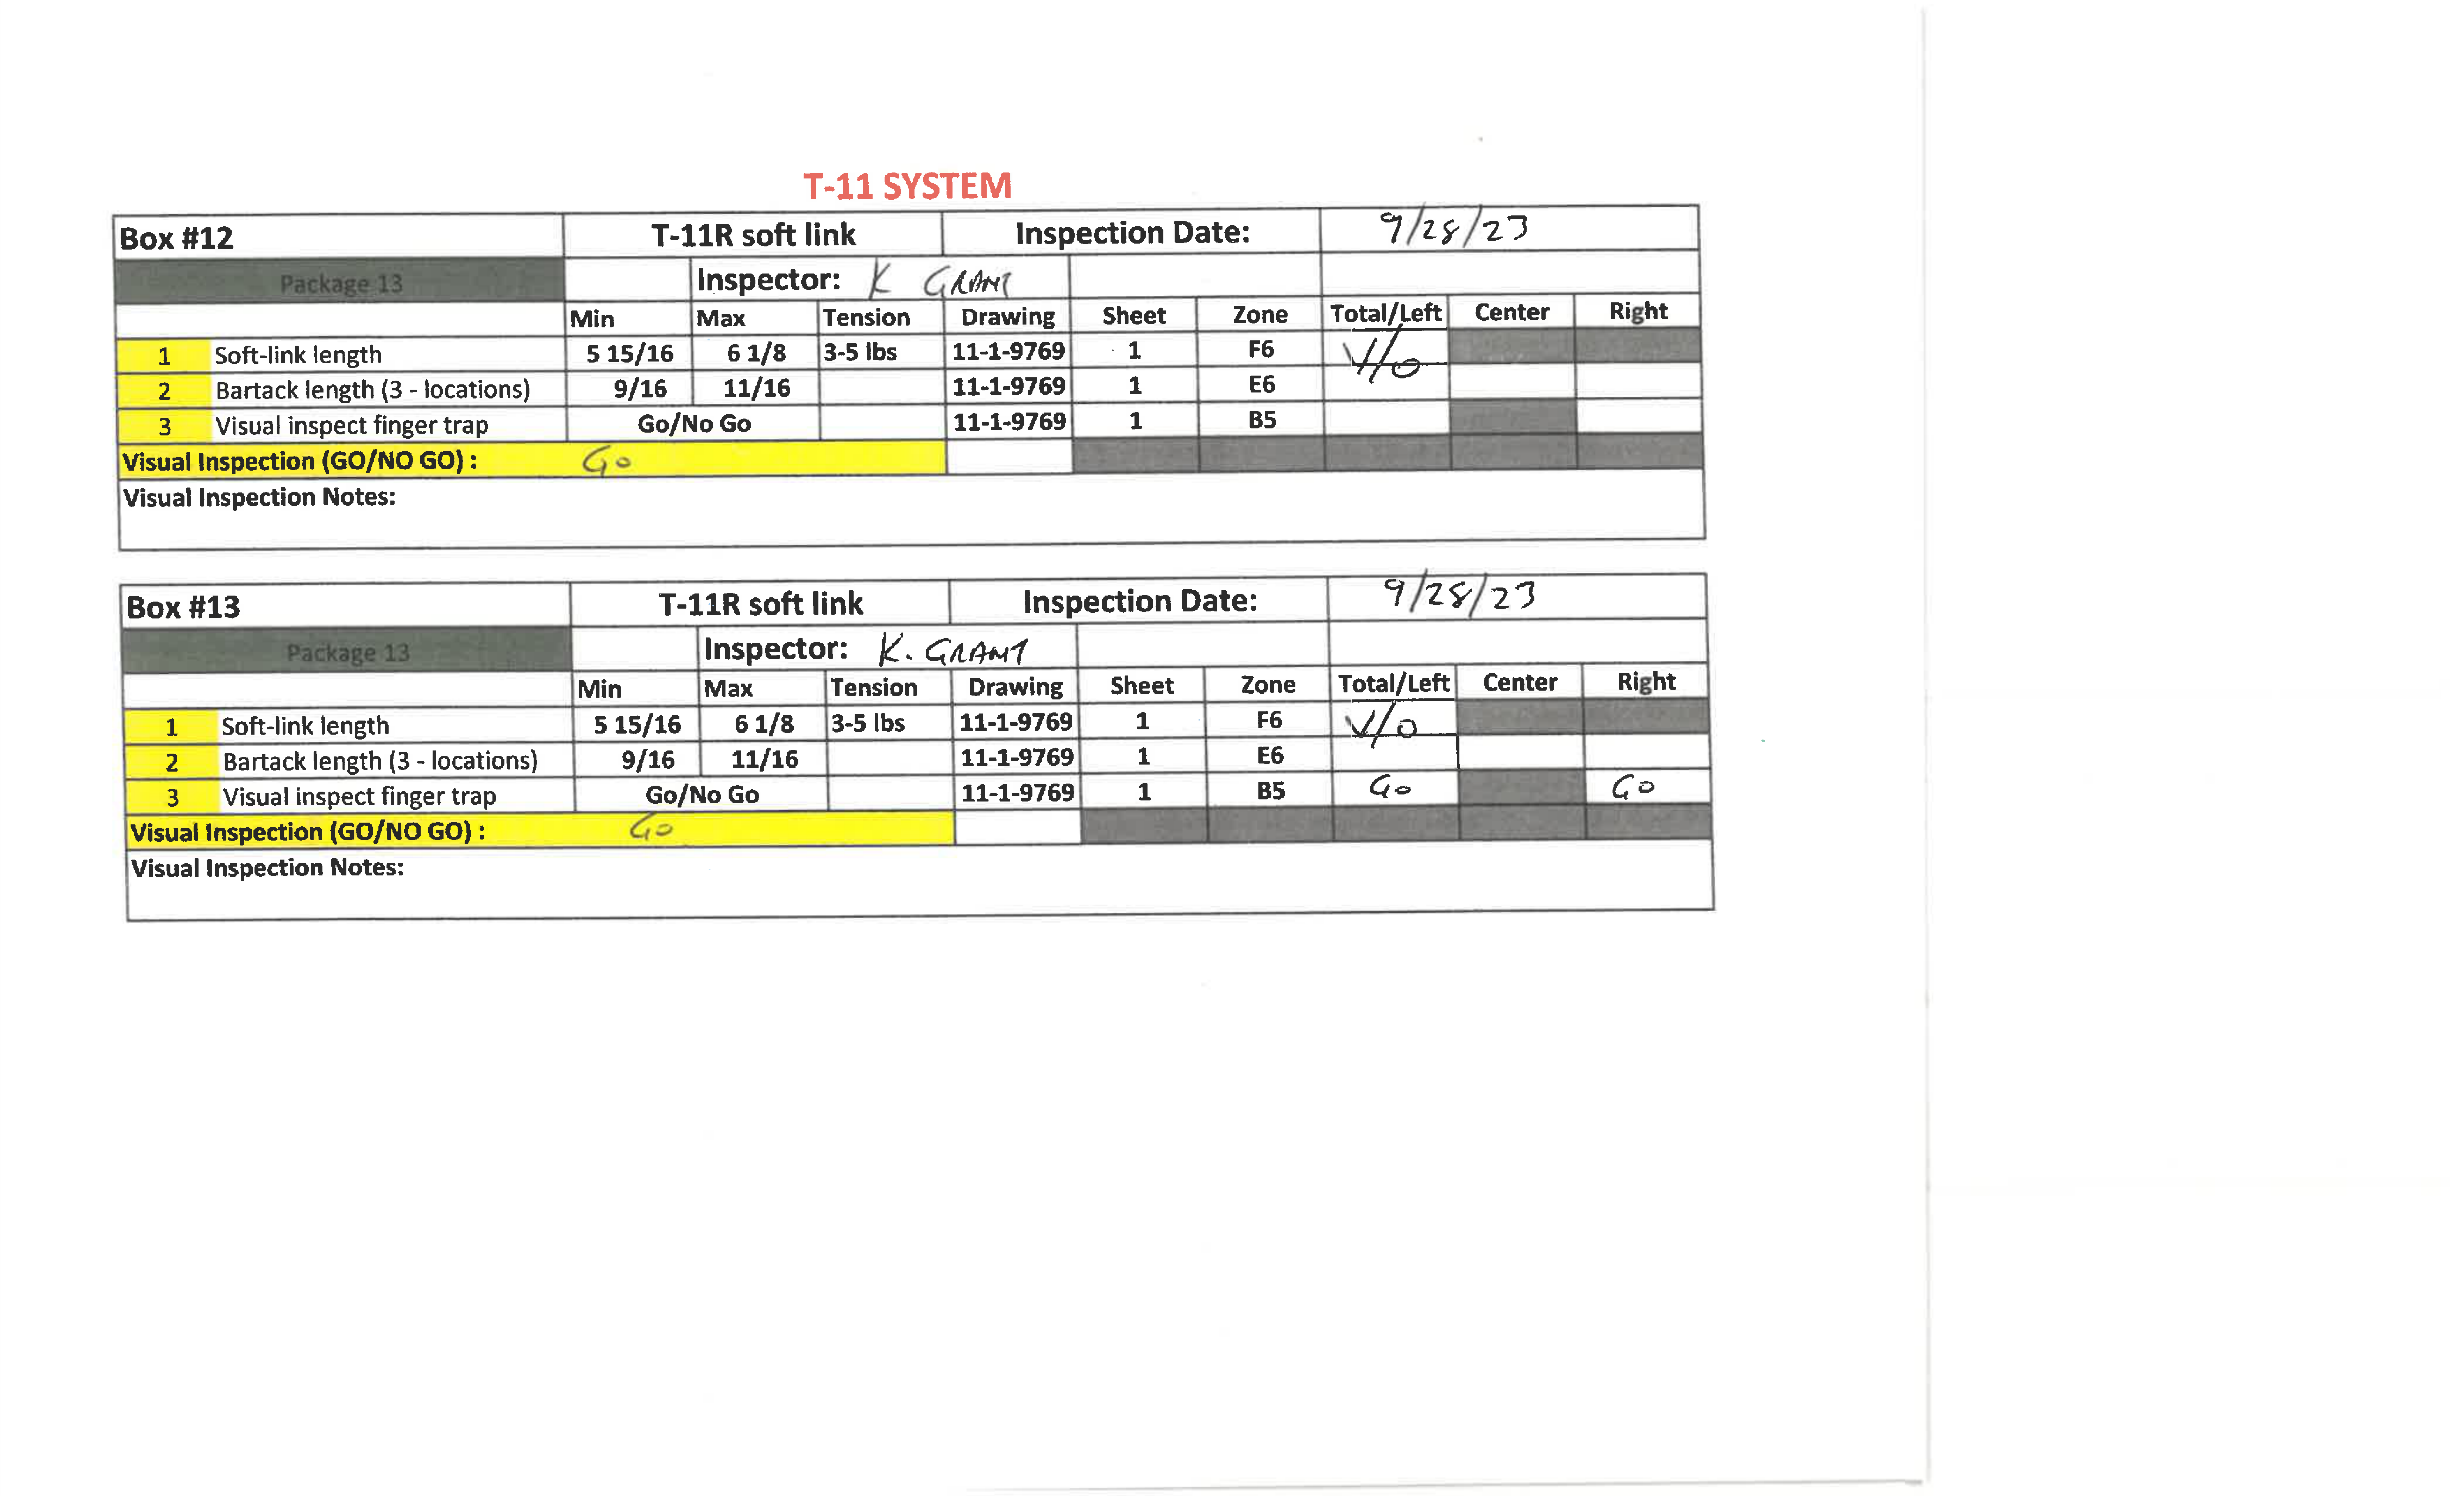 T-11 SYSTEM
Box #12 T-11R soft link Inspection Date: 9/28/23
Package 13 Inspector: K GRANT
Min Max Tension Drawing Sheet Zone Total/Left Center Right
1 Soft-link length 5 15/16 6 1/8 3-5 lbs 11-1-9769 1 F6 V/O
2 Bartack length (3 - locations) 9/16 11/16 11-1-9769 1 E6
3 Visual inspect finger trap Go/No Go 11-1-9769 1 B5
Visual Inspection (GO/NO GO) : Go
Visual Inspection Notes:
Box #13 T-11R soft link Inspection Date: 9/28/23
Package 13 Inspector: K. GRANT
Min Max Tension Drawing Sheet Zone Total/Left Center Right
1 Soft-link length 5 15/16 6 1/8 3-5 lbs 11-1-9769 1 F6 V/O
2 Bartack length (3 - locations) 9/16 11/16 11-1-9769 1 E6
3 Visual inspect finger trap Go/No Go 11-1-9769 1 B5 Go Go
Visual Inspection (GO/NO GO) : Go
Visual Inspection Notes: